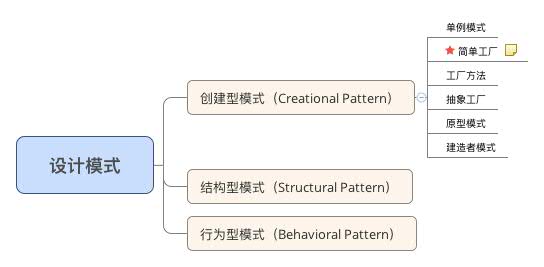 设计模式
创建型模式（Creational Pattern）
单例模式
简单工厂
工厂方法
抽象工厂
原型模式
建造者模式
结构型模式（Structural Pattern）
行为型模式（Behavioral Pattern）